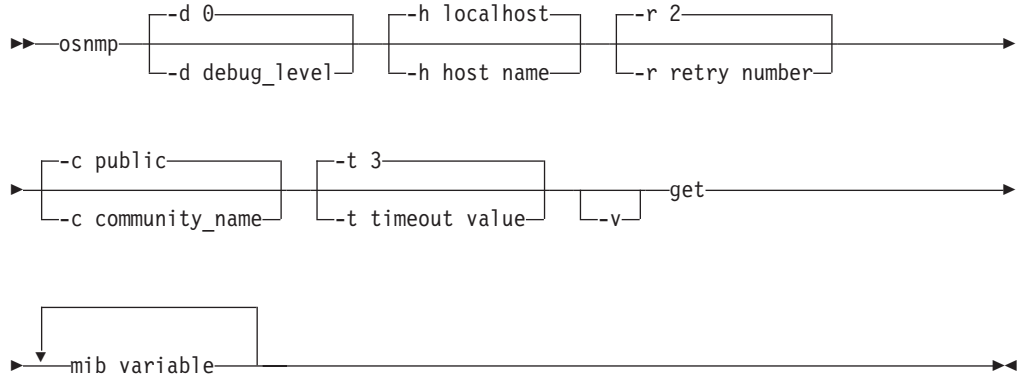 -d 0 -h localhost -r 2
osnmp
-d debug_level -h host name -r retry number
-c public -t 3
get
-c community_name -t timeout value -v
mib variable